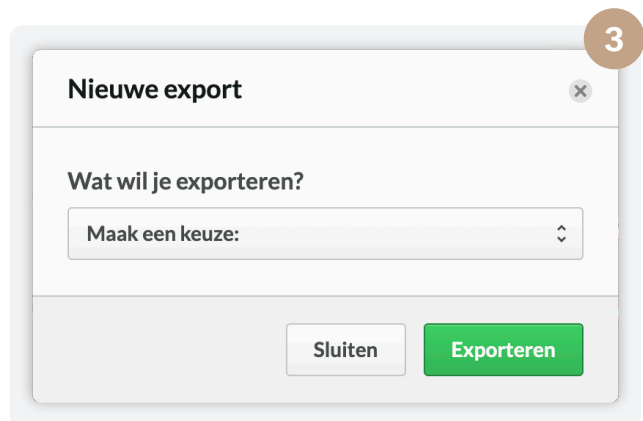 3
Nieuwe export
Wat wil je exporteren?
Maak een keuze:
Sluiten
Exporteren